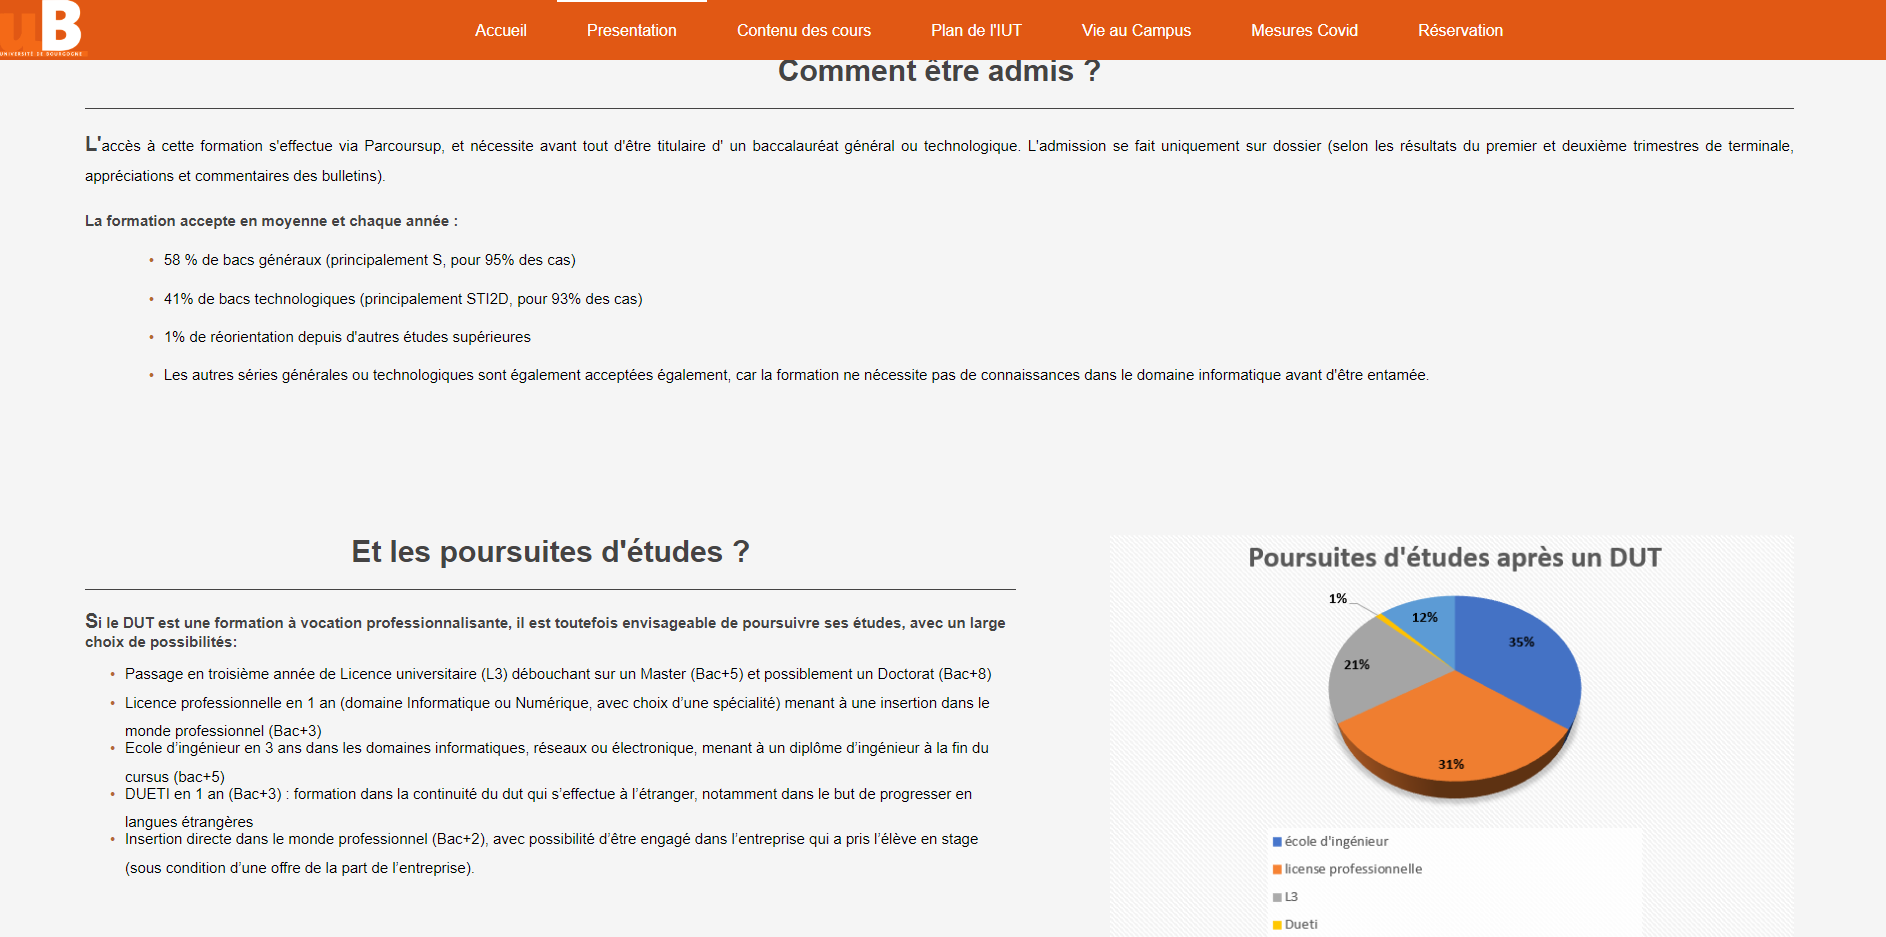 uB
UNIVERSITÉ DE BOURGOGNE
Accueil
Presentation
Contenu des cours
Plan de l'IUT
Vie au Campus
Mesures Covid
Réservation
Comment être admis ?
L'accès à cette formation s'effectue via Parcoursup, et nécessite avant tout d'être titulaire d' un baccalauréat général ou technologique. L'admission se fait uniquement sur dossier (selon les résultats du premier et deuxième trimestres de terminale,
appréciations et commentaires des bulletins).
La formation accepte en moyenne et chaque année :
• 58 % de bacs généraux (principalement S, pour 95% des cas)
• 41% de bacs technologiques (principalement STI2D, pour 93% des cas)
• 1% de réorientation depuis d'autres études supérieures
• Les autres séries générales ou technologiques sont également acceptées également, car la formation ne nécessite pas de connaissances dans le domaine informatique avant d'être entamée.
Et les poursuites d'études ?
Si le DUT est une formation à vocation professionnalisante, il est toutefois envisageable de poursuivre ses études, avec un large
choix de possibilités:
• Passage en troisième année de Licence universitaire (L3) débouchant sur un Master (Bac+5) et possiblement un Doctorat (Bac+8)
• Licence professionnelle en 1 an (domaine Informatique ou Numérique, avec choix d’une spécialité) menant à une insertion dans le
monde professionnel (Bac+3)
• Ecole d’ingénieur en 3 ans dans les domaines informatiques, réseaux ou électronique, menant à un diplôme d’ingénieur à la fin du
cursus (bac+5)
• DUETI en 1 an (Bac+3) : formation dans la continuité du dut qui s’effectue à l’étranger, notamment dans le but de progresser en
langues étrangères
• Insertion directe dans le monde professionnel (Bac+2), avec possibilité d’être engagé dans l’entreprise qui a pris l’élève en stage
(sous condition d’une offre de la part de l’entreprise).
Poursuites d'études après un DUT
1%
12%
35%
21%
31%
école d'ingénieur
license professionnelle
L3
Dueti